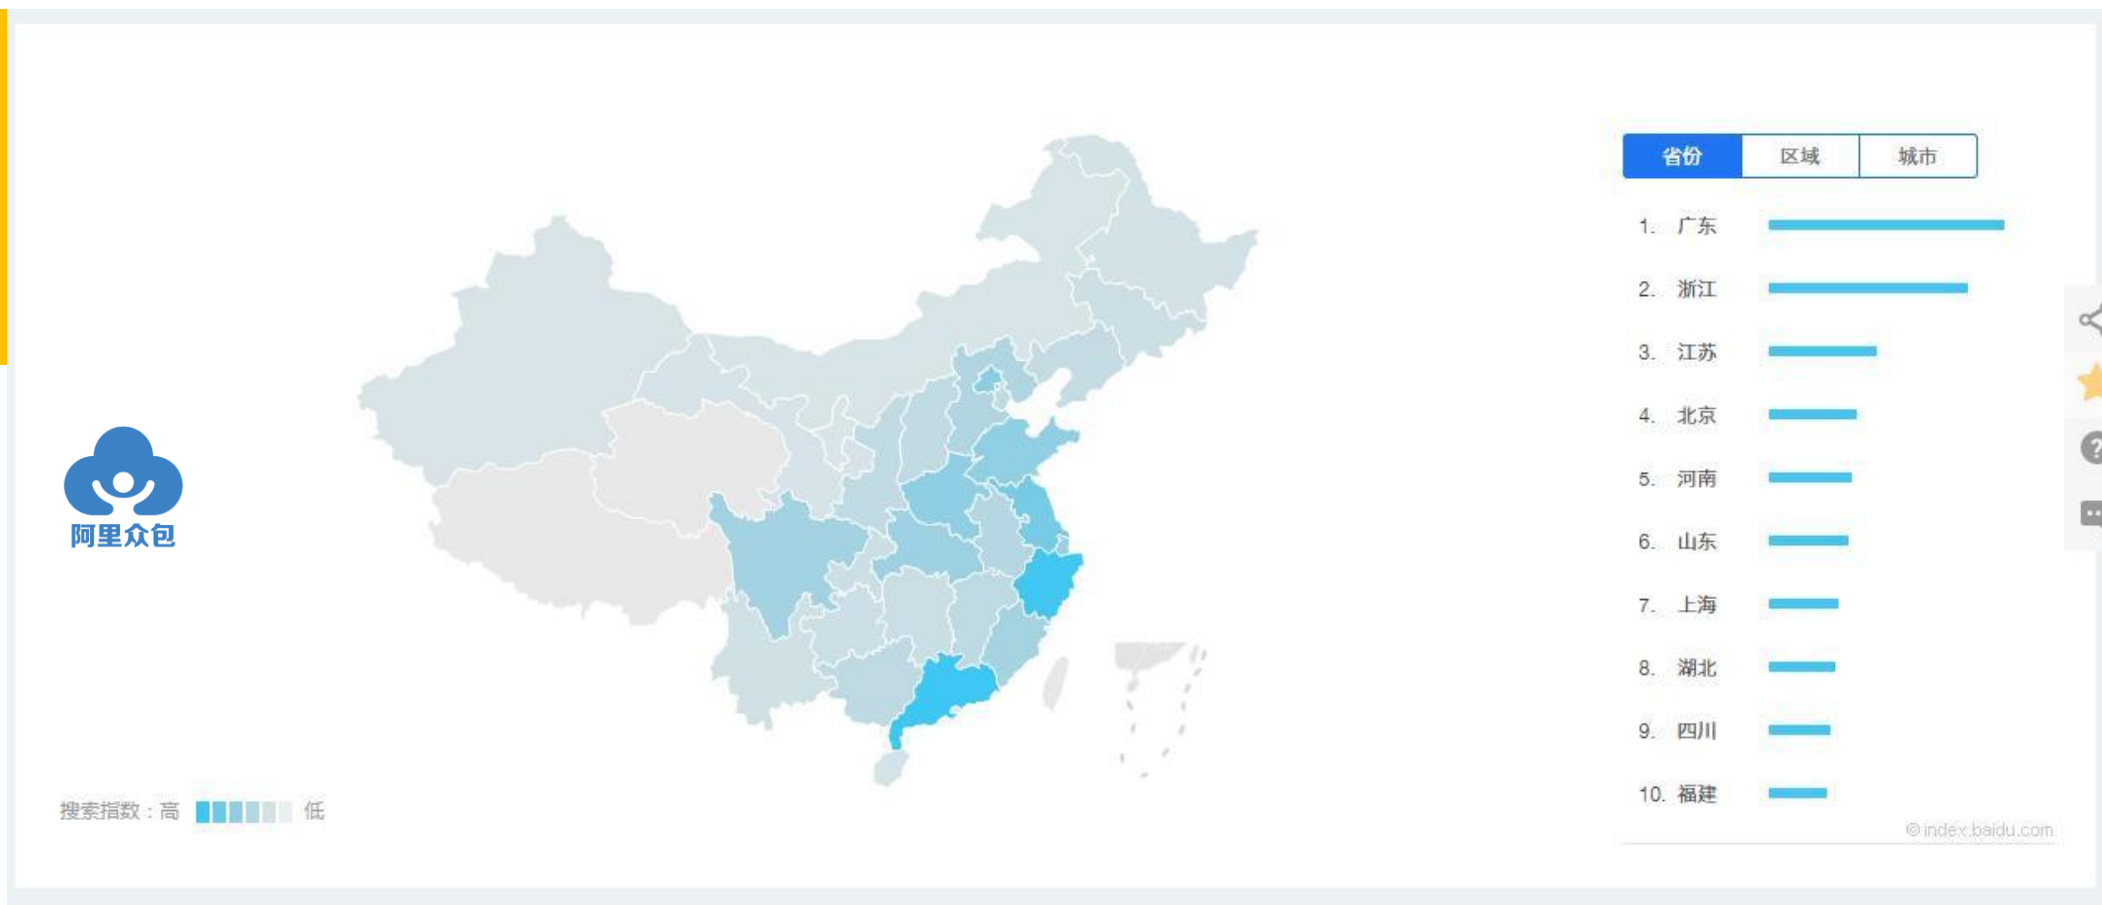 省份 区域 城市
1. 广东
2. 浙江
3. 江苏
4. 北京
5. 河南
6. 山东
7. 上海
8. 湖北
9. 四川
10. 福建
© index.baidu.com
阿里众包
搜索指数：高 低